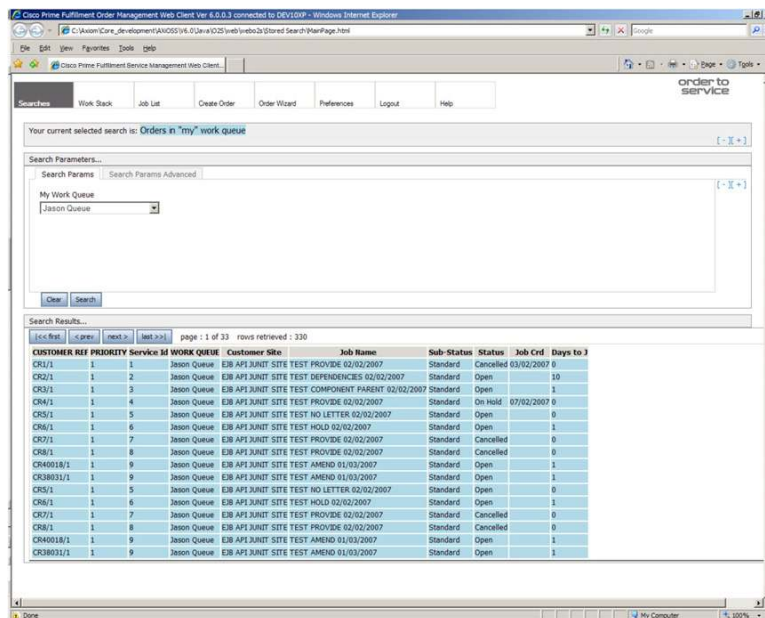 Cisco Prime Fulfillment Order Management Web Client Ver 6.0.0.3 connected to DEV10XP - Windows Internet Explorer
C:\Axiom\Core_development\AXIOSS\V6.0\Java\O2S\web\webo2s\Stored Search\MainPage.html
Google
File Edit View Favorites Tools Help
Cisco Prime Fulfillment Service Management Web Client...
Page Tools
order to
service
Searches Work Stack Job List Create Order Order Wizard Preferences Logout Help
Your current selected search is: Orders in "my" work queue
[ - ][ + ]
Search Parameters...
Search Params Search Params Advanced
[ - ][ + ]
My Work Queue
Jason Queue
Clear Search
Search Results...
|<< first < prev next > last >>| page : 1 of 33 rows retrieved : 330
CUSTOMER REF PRIORITY Service Id WORK QUEUE Customer Site Job Name Sub-Status Status Job Crd Days to J
CR1/1 1 1 Jason Queue EJB API JUNIT SITE TEST PROVIDE 02/02/2007 Standard Cancelled 03/02/2007 0
CR2/1 1 2 Jason Queue EJB API JUNIT SITE TEST DEPENDENCIES 02/02/2007 Standard Open 10
CR3/1 1 3 Jason Queue EJB API JUNIT SITE TEST COMPONENT PARENT 02/02/2007 Standard Open 1
CR4/1 1 4 Jason Queue EJB API JUNIT SITE TEST PROVIDE 02/02/2007 Standard On Hold 07/02/2007 0
CR5/1 1 5 Jason Queue EJB API JUNIT SITE TEST NO LETTER 02/02/2007 Standard Open 0
CR6/1 1 6 Jason Queue EJB API JUNIT SITE TEST HOLD 02/02/2007 Standard Open 1
CR7/1 1 7 Jason Queue EJB API JUNIT SITE TEST PROVIDE 02/02/2007 Standard Cancelled 0
CR8/1 1 8 Jason Queue EJB API JUNIT SITE TEST PROVIDE 02/02/2007 Standard Cancelled 0
CR40018/1 1 9 Jason Queue EJB API JUNIT SITE TEST AMEND 01/03/2007 Standard Open 1
CR38031/1 1 9 Jason Queue EJB API JUNIT SITE TEST AMEND 01/03/2007 Standard Open 1
CR5/1 1 5 Jason Queue EJB API JUNIT SITE TEST NO LETTER 02/02/2007 Standard Open 0
CR6/1 1 6 Jason Queue EJB API JUNIT SITE TEST HOLD 02/02/2007 Standard Open 1
CR7/1 1 7 Jason Queue EJB API JUNIT SITE TEST PROVIDE 02/02/2007 Standard Cancelled 0
CR8/1 1 8 Jason Queue EJB API JUNIT SITE TEST PROVIDE 02/02/2007 Standard Cancelled 0
CR40018/1 1 9 Jason Queue EJB API JUNIT SITE TEST AMEND 01/03/2007 Standard Open 1
CR38031/1 1 9 Jason Queue EJB API JUNIT SITE TEST AMEND 01/03/2007 Standard Open 1
Done My Computer 100%